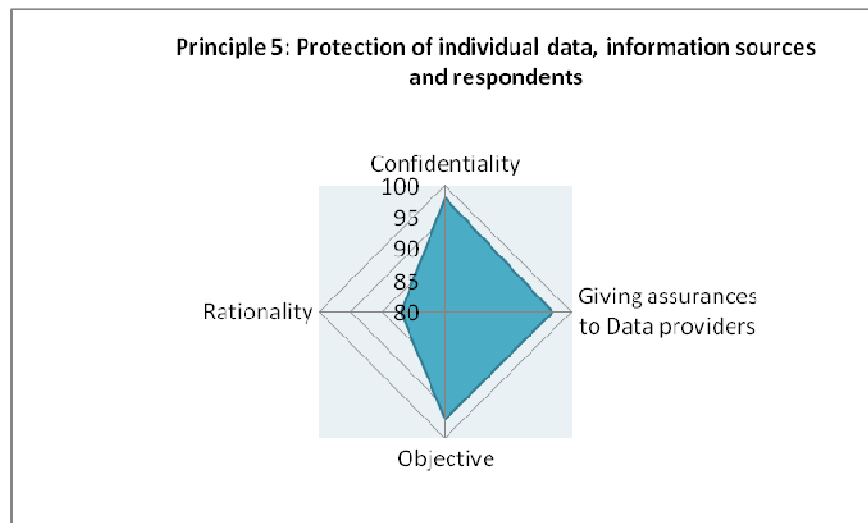 Principle 5: Protection of individual data, information sources
and respondents
Confidentiality
100
95
90
85
80
Rationality
Giving assurances
to Data providers
Objective